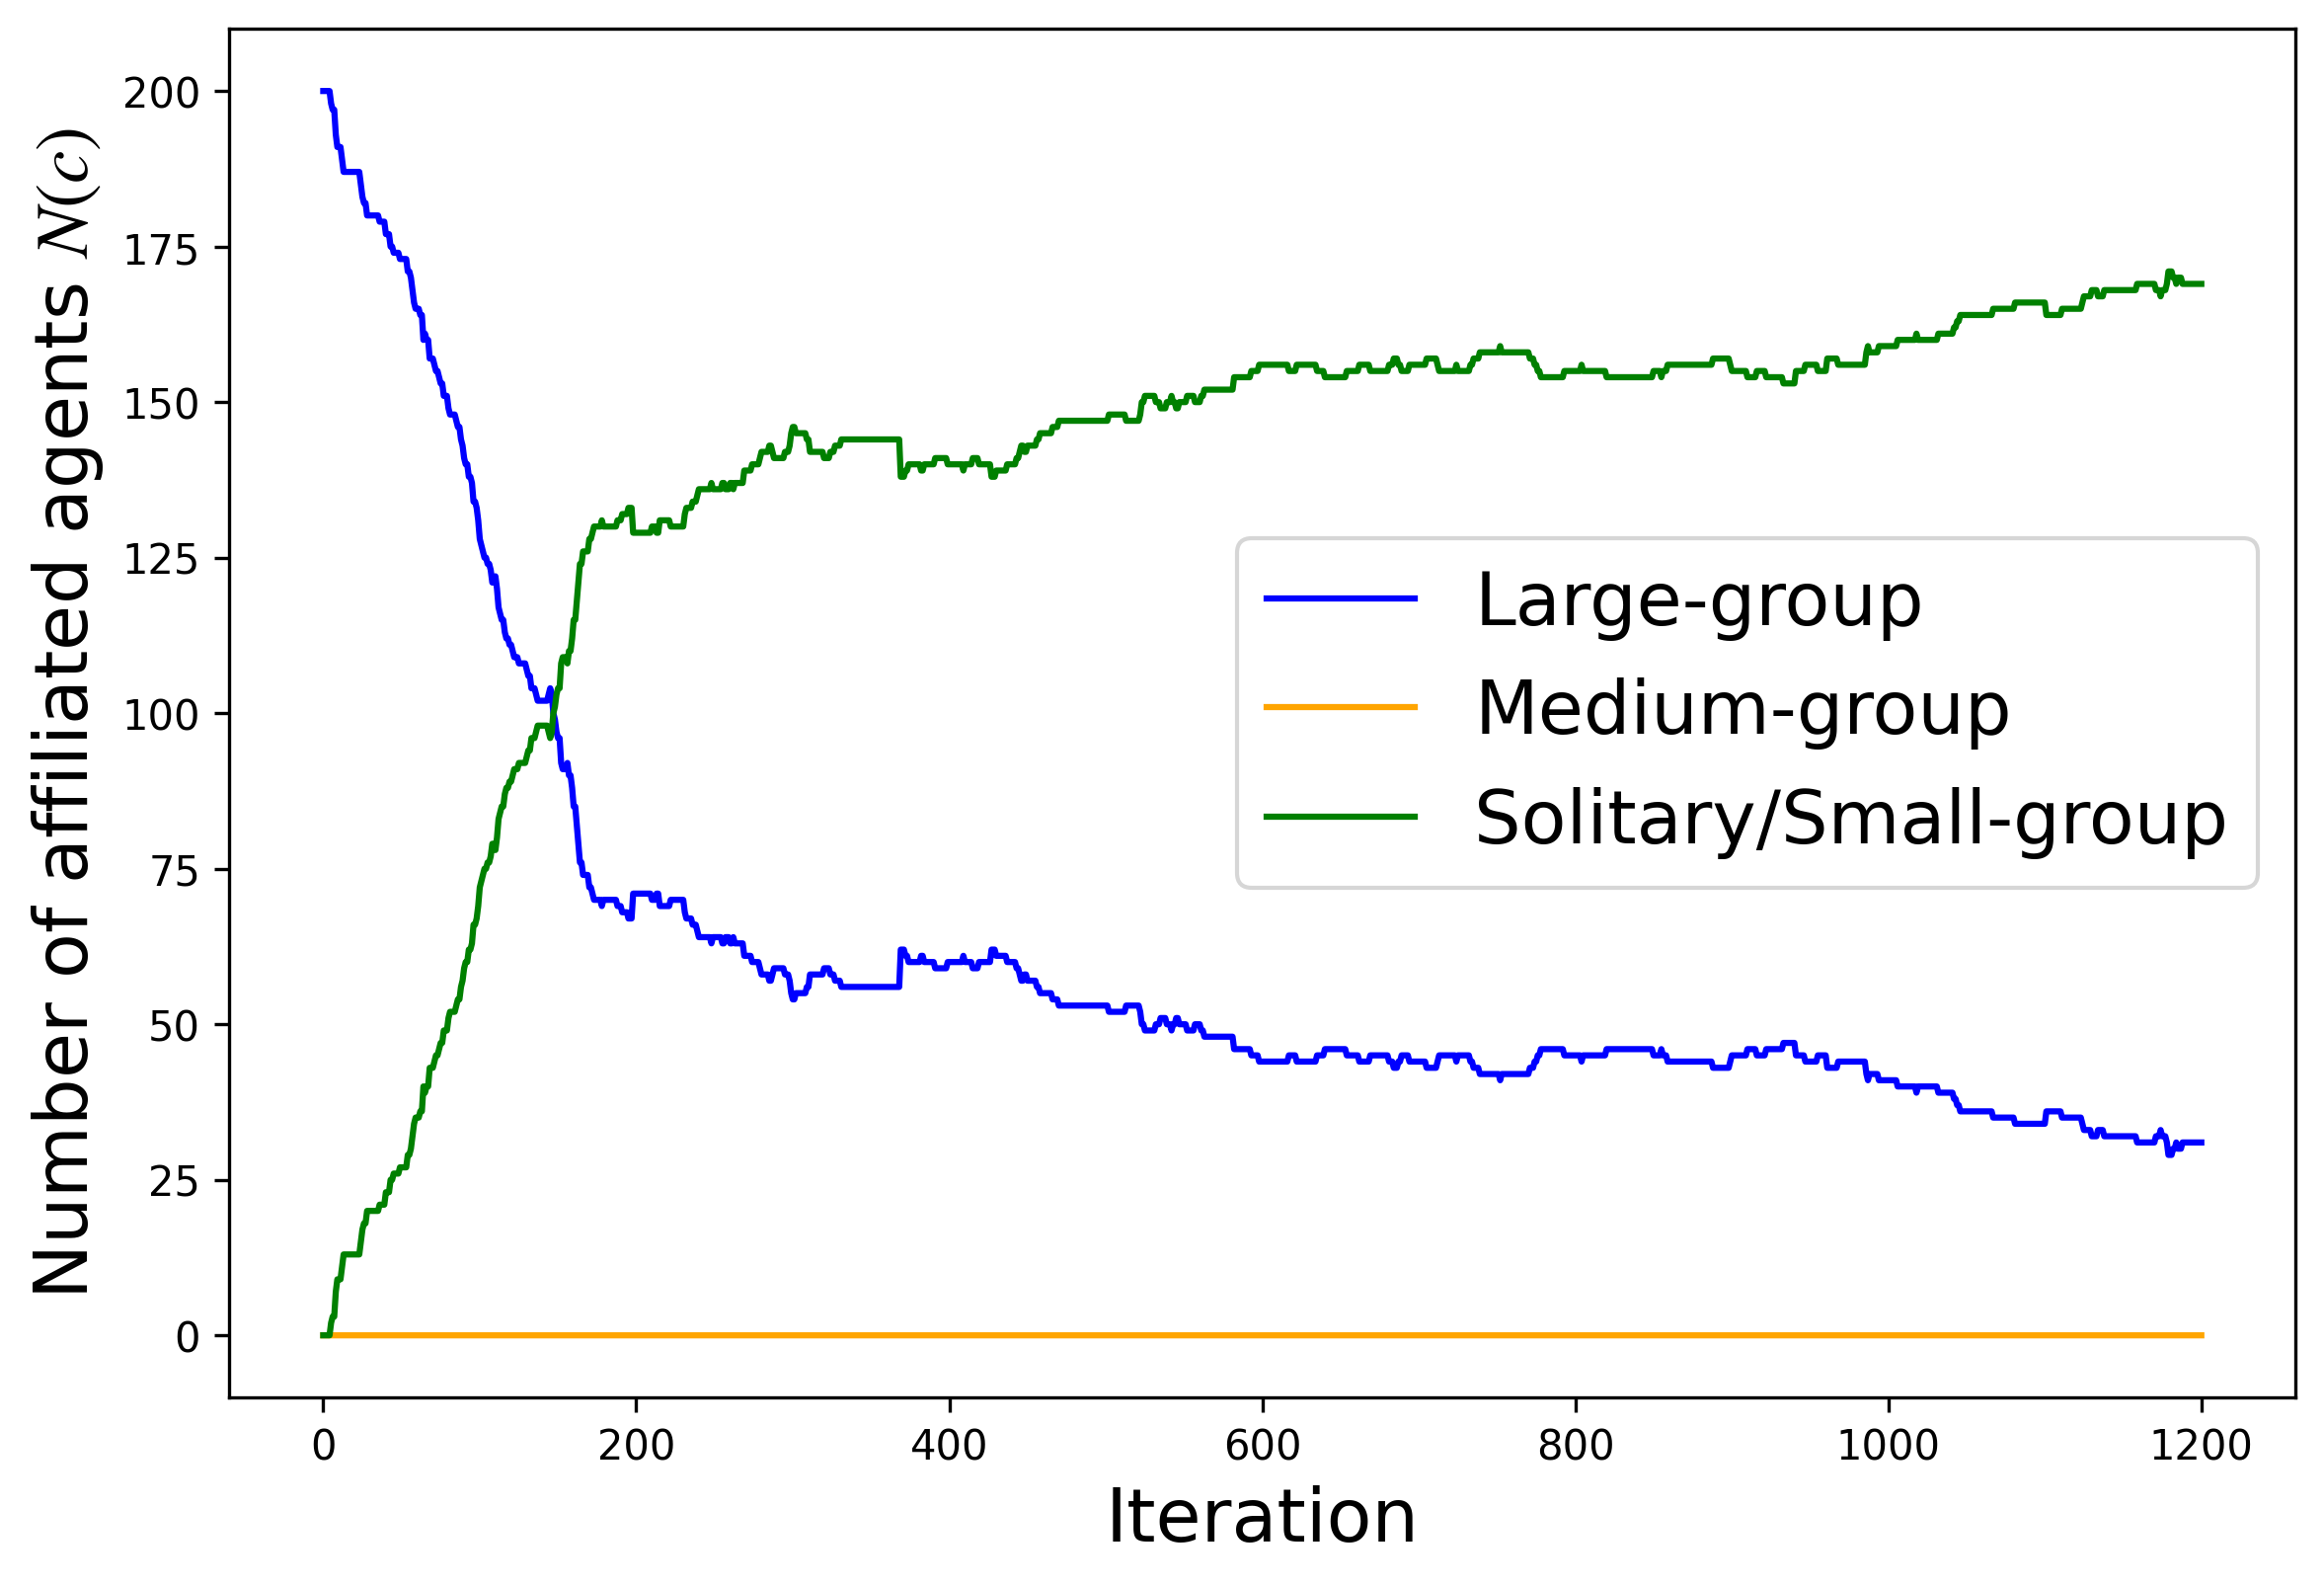 Number of affiliated agents N(c)
200
175
150
125
100
75
50
25
0
Large-group
Medium-group
Solitary/Small-group
0 200 400 600 800 1000 1200
Iteration